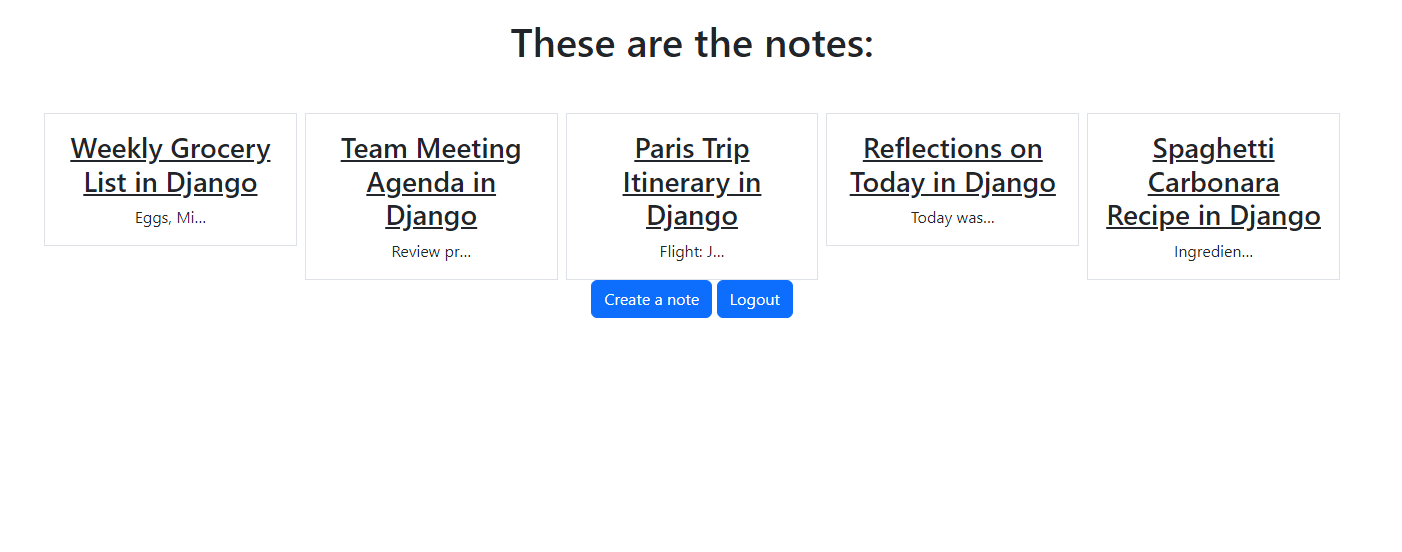 These are the notes:
Weekly Grocery
List in Django
Eggs, Mi...
Team Meeting
Agenda in
Django
Review pr...
Paris Trip
Itinerary in
Django
Flight: J...
Reflections on
Today in Django
Today was...
Spaghetti
Carbonara
Recipe in Django
Ingredien...
Create a note
Logout